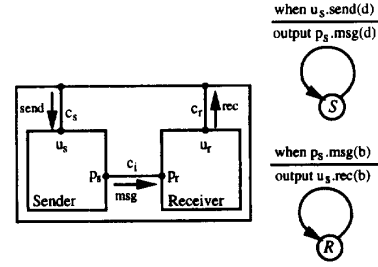 when u_s.send(d)
output p_s.msg(d)
S
send
c_s
c_r
rec
u_s
u_r
p_s
c_i
p_r
msg
Sender
Receiver
when p_s.msg(b)
output u_s.rec(b)
R